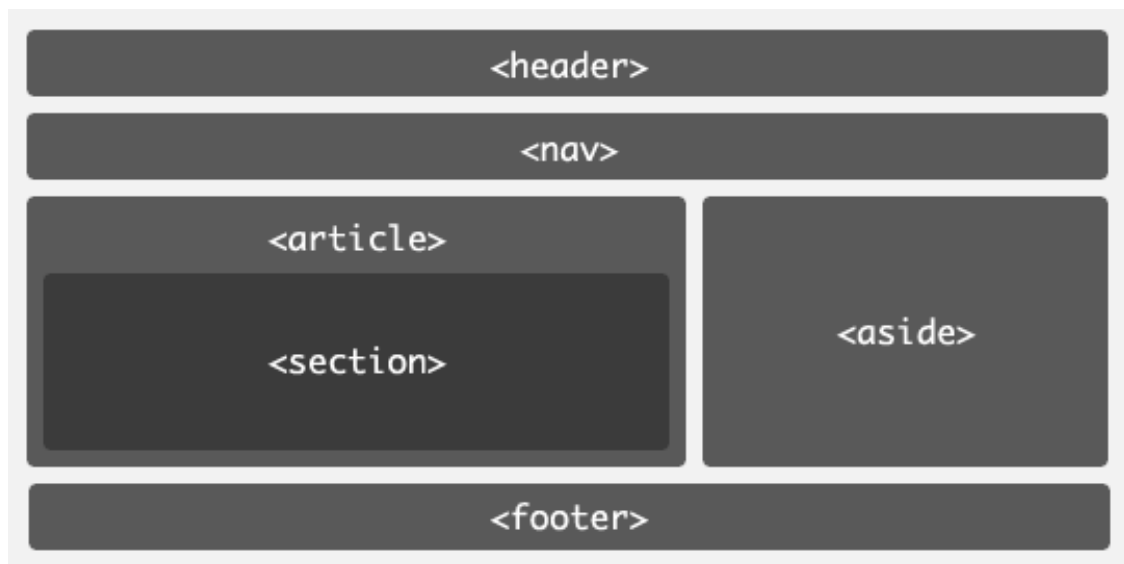 <header>
<nav>
<article>
<section>
<aside>
<footer>